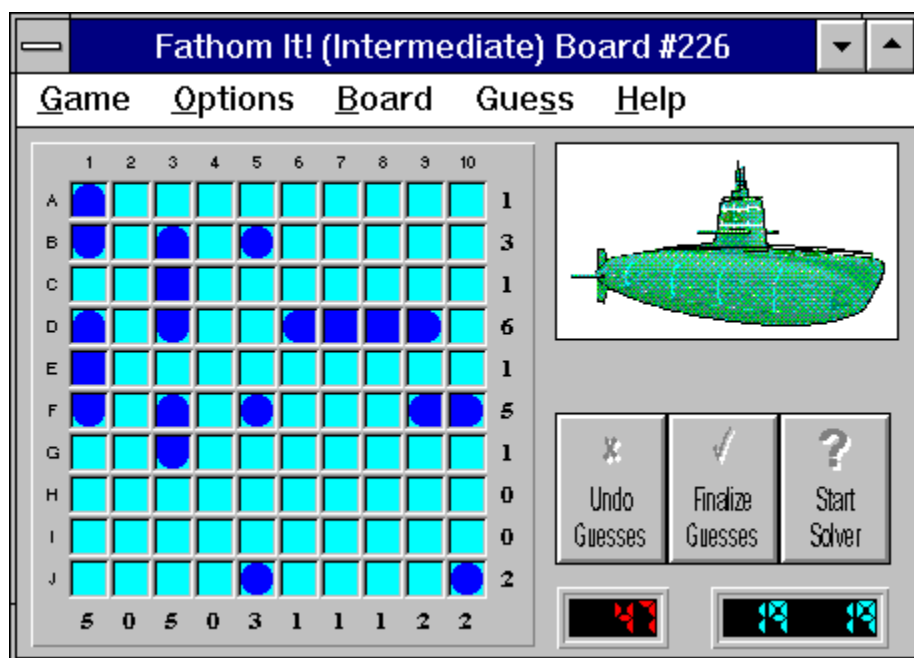 Fathom It! (Intermediate) Board #226
Game Options Board Guess Help
1 2 3 4 5 6 7 8 9 10
A 1
B 3
C 1
D 6
E 1
F 5
G 1
H 0
I 0
J 2
5 0 5 0 3 1 1 1 2 2
x √ ?
Undo Guesses
Finalize Guesses
Start Solver
47
19 19